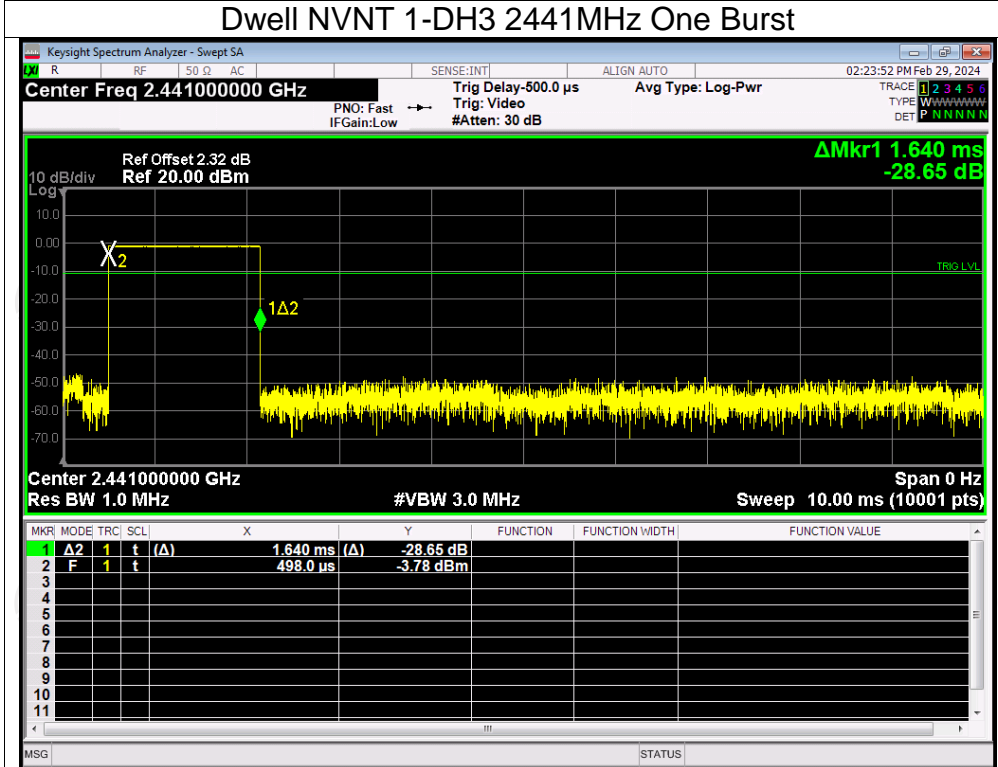 Dwell NVNT 1-DH3 2441MHz One Burst
Keysight Spectrum Analyzer - Swept SA
LXI R RF 50 Ω AC SENSE:INT ALIGN AUTO 02:23:52 PM Feb 29, 2024
Center Freq 2.441000000 GHz
PNO: Fast
IFGain:Low
Trig Delay-500.0 µs
Trig: Video
#Atten: 30 dB
Avg Type: Log-Pwr
TRACE 1 2 3 4 5 6
TYPE WWWWWW
DET P N N N N N
ΔMkr1 1.640 ms
-28.65 dB
Ref Offset 2.32 dB
10 dB/div Ref 20.00 dBm
Log
10.0
0.00
2
-10.0
TRIG LVL
-20.0
1Δ2
-30.0
-40.0
-50.0
-60.0
-70.0
Center 2.441000000 GHz Span 0 Hz
Res BW 1.0 MHz #VBW 3.0 MHz Sweep 10.00 ms (10001 pts)
MKR MODE TRC SCL X Y FUNCTION FUNCTION WIDTH FUNCTION VALUE
1 Δ2 1 t (Δ) 1.640 ms (Δ) -28.65 dB
2 F 1 t 498.0 µs -3.78 dBm
3
4
5
6
7
8
9
10
11
MSG STATUS